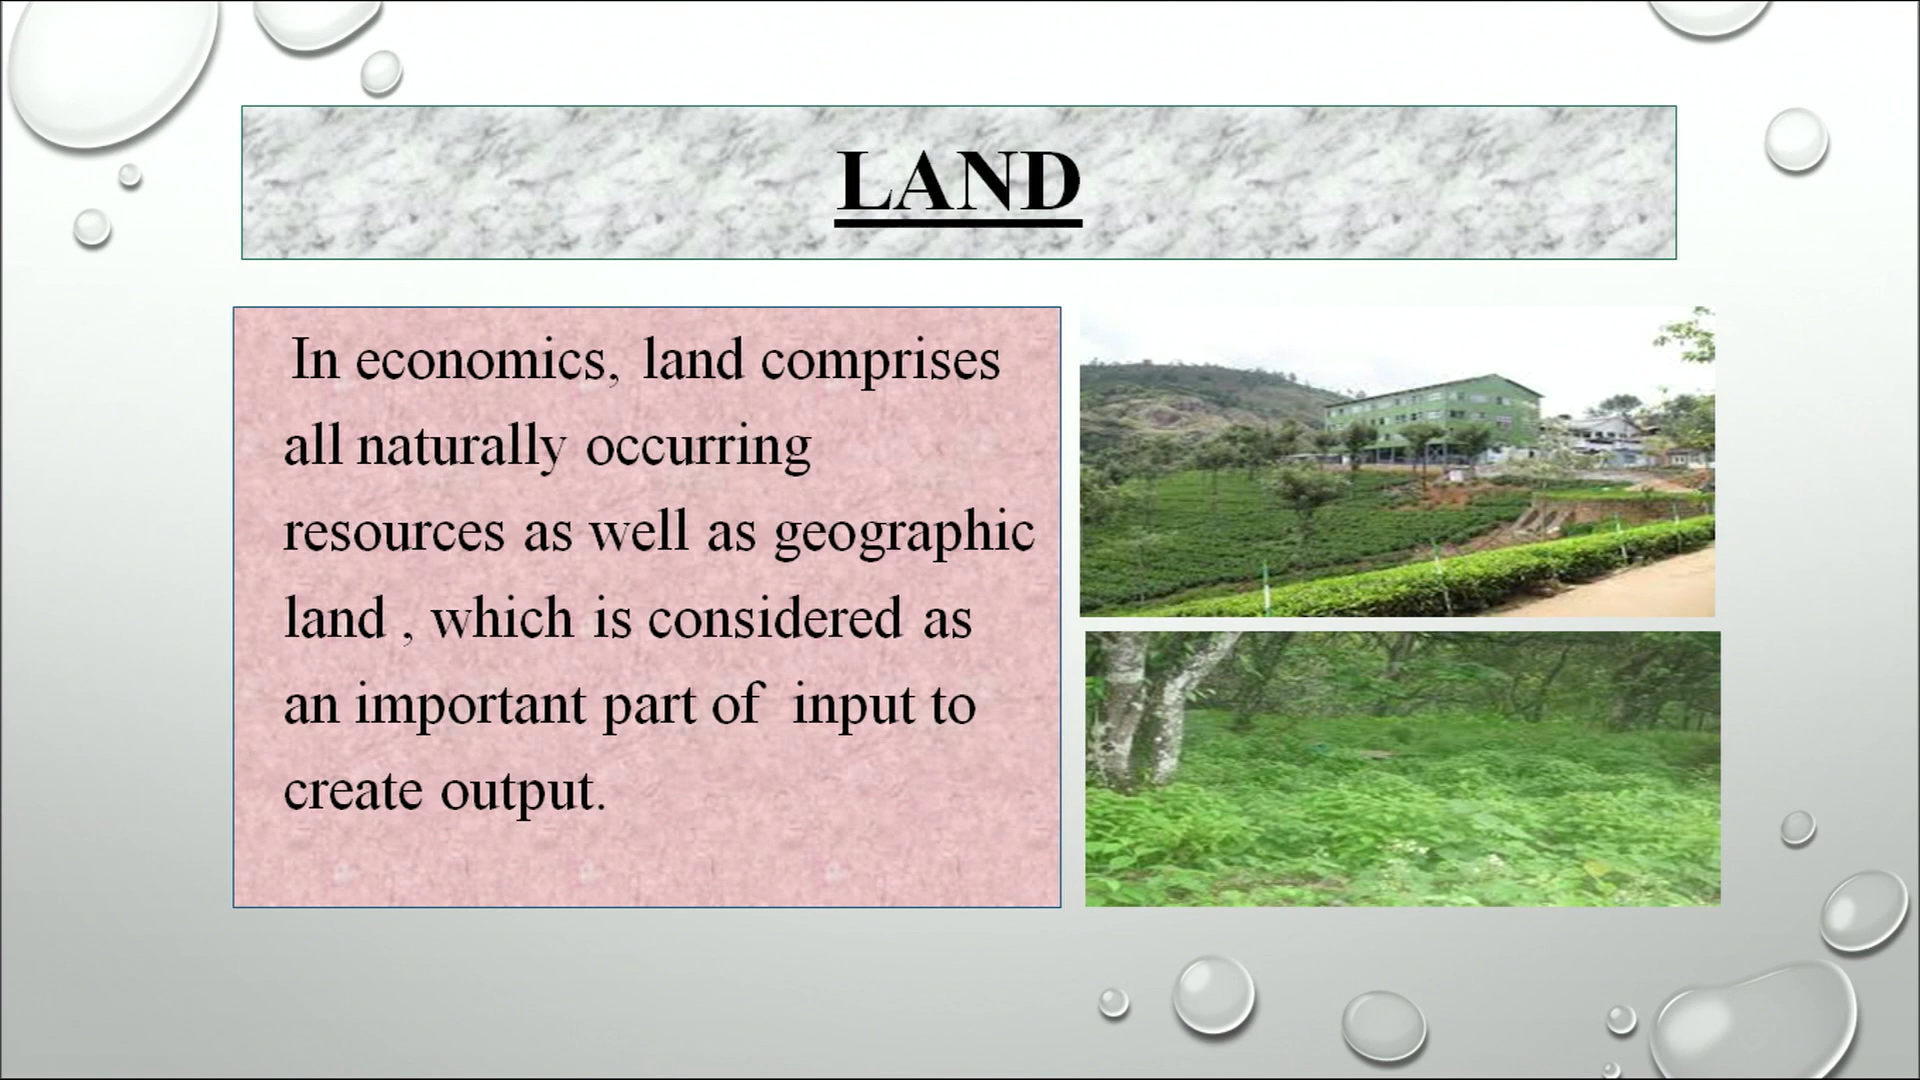 LAND
In economics, land comprises
all naturally occurring
resources as well as geographic
land , which is considered as
an important part of input to
create output.